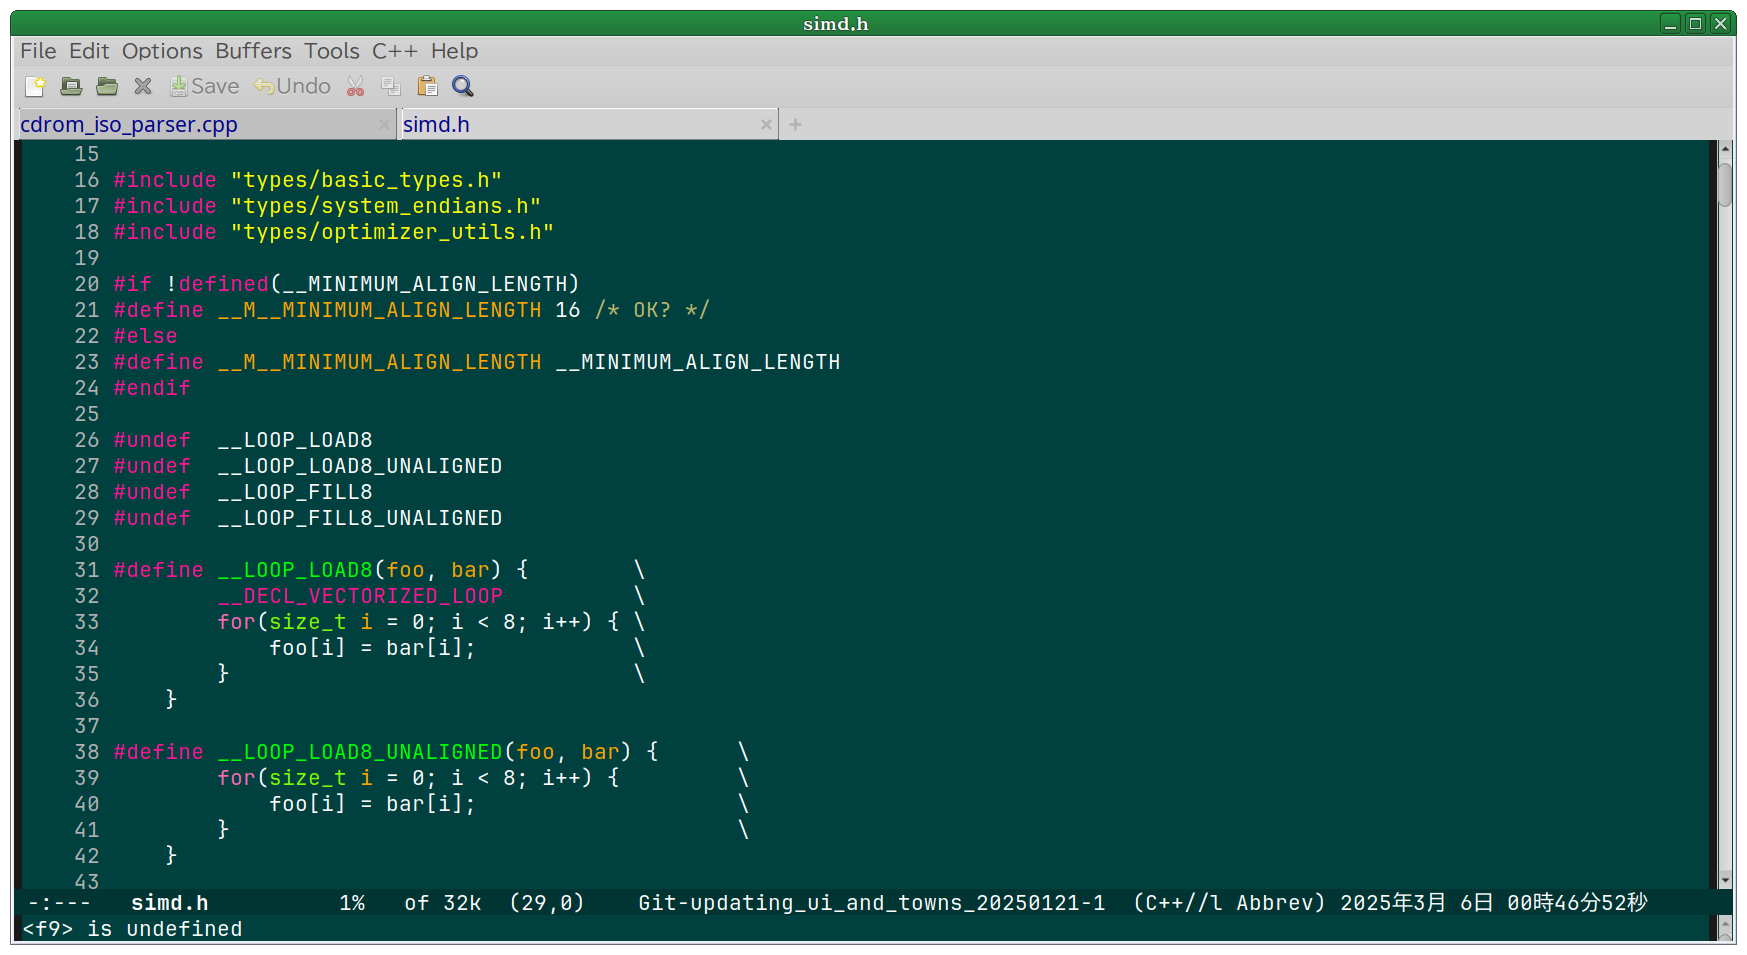 simd.h
File Edit Options Buffers Tools C++ Help
Save Undo
cdrom_iso_parser.cpp simd.h
15
16 #include "types/basic_types.h"
17 #include "types/system_endians.h"
18 #include "types/optimizer_utils.h"
19
20 #if !defined(__MINIMUM_ALIGN_LENGTH)
21 #define __M__MINIMUM_ALIGN_LENGTH 16 /* OK? */
22 #else
23 #define __M__MINIMUM_ALIGN_LENGTH __MINIMUM_ALIGN_LENGTH
24 #endif
25
26 #undef  __LOOP_LOAD8
27 #undef  __LOOP_LOAD8_UNALIGNED
28 #undef  __LOOP_FILL8
29 #undef  __LOOP_FILL8_UNALIGNED
30
31 #define __LOOP_LOAD8(foo, bar) {        \
32         __DECL_VECTORIZED_LOOP          \
33         for(size_t i = 0; i < 8; i++) { \
34             foo[i] = bar[i];            \
35         }                               \
36     }
37
38 #define __LOOP_LOAD8_UNALIGNED(foo, bar) {      \
39         for(size_t i = 0; i < 8; i++) {         \
40             foo[i] = bar[i];                    \
41         }                                       \
42     }
43
-:---   simd.h          1%   of 32k  (29,0)    Git-updating_ui_and_towns_20250121-1  (C++//l Abbrev) 2025年3月 6日 00時46分52秒
<f9> is undefined